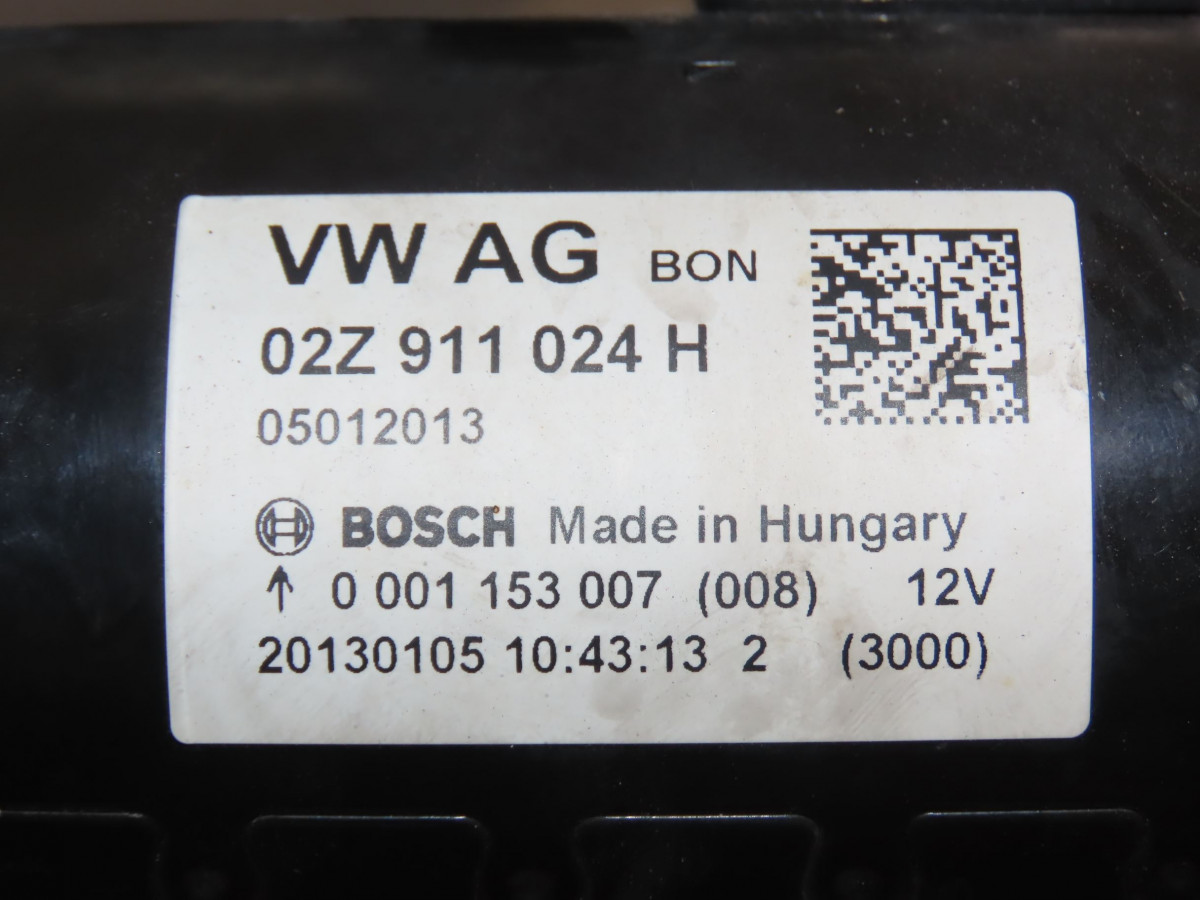 VW AG BON
02Z 911 024 H
05012013
BOSCH Made in Hungary
↑ 0 001 153 007 (008) 12V
20130105 10:43:13 2 (3000)